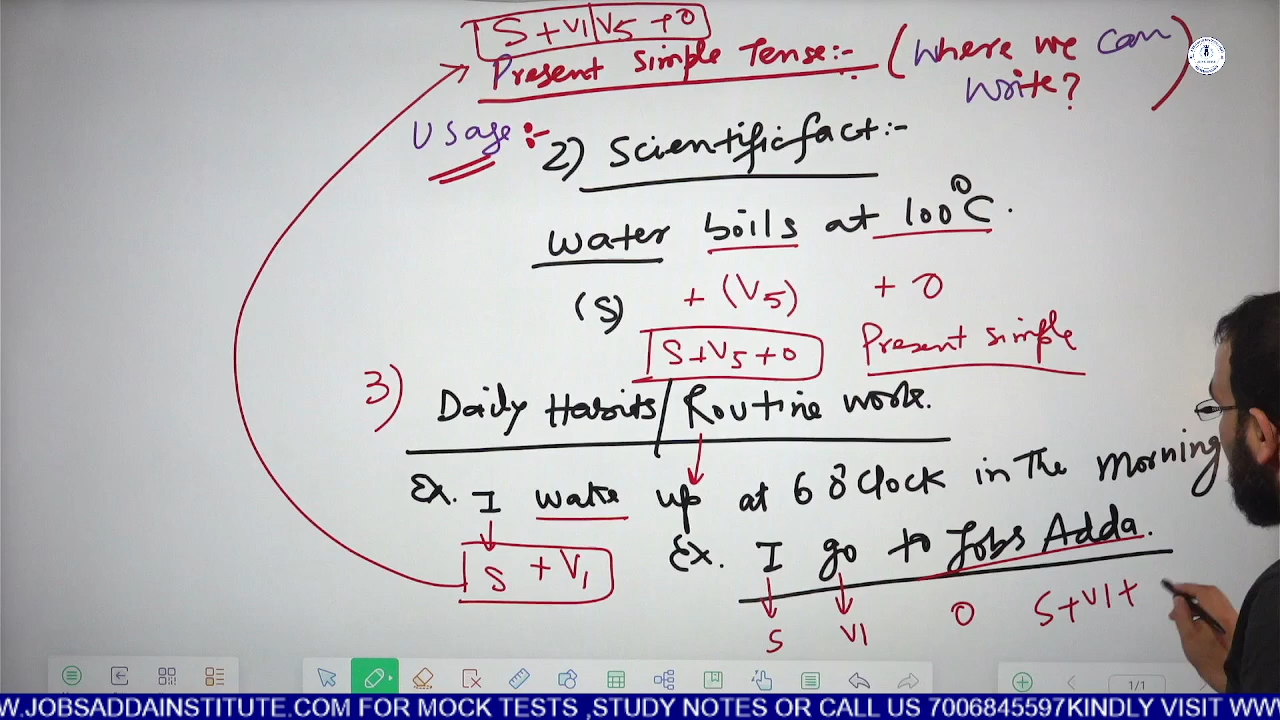 S + V1/V5 + O
Present simple Tense:- (Where we can
write?)
Usage:-
2) Scientific fact:-
Water boils at 100°C.
(S) + (V5) + O
S+V5+O Present simple
3) Daily Habits/Routine work.
Ex. I wake up at 6 O'Clock in The Morning
S + V1
Ex. I go to Jobs Adda.
S V1 O S+V1+
1/1
W.JOBSADDAINSTITUTE.COM FOR MOCK TESTS ,STUDY NOTES OR CALL US 7006845597KINDLY VISIT WWW